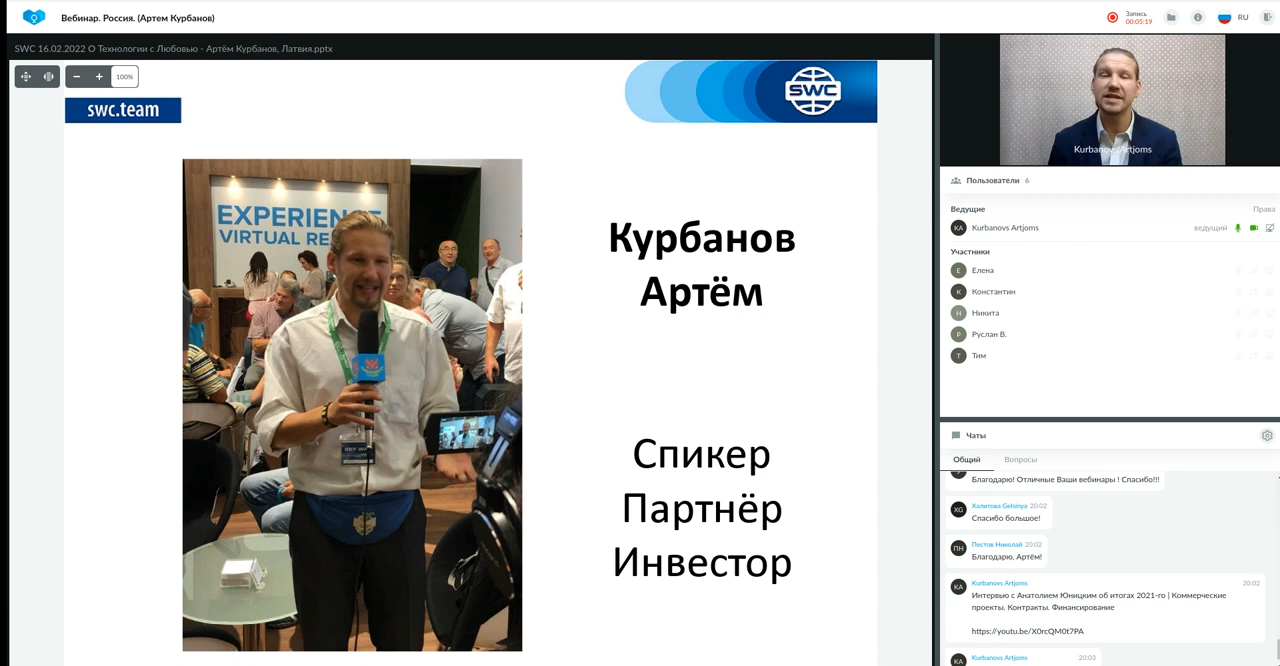 Вебинар. Россия. (Артем Курбанов)
Запись
00:05:19
RU
SWC 16.02.2022 О Технологии с Любовью - Артём Курбанов, Латвия.pptx
100%
swc.team
SWC
EXPERIENCE
VIRTUAL RE
SKY WAY
Курбанов
Артём
Спикер
Партнёр
Инвестор
Kurbanovs Artjoms
Пользователи 6
Ведущие
Права
KA Kurbanovs Artjoms
ведущий
Участники
Е Елена
К Константин
Н Никита
Р Руслан В.
Т Тим
Чаты
Общий Вопросы
Благодарю! Отличные Ваши вебинары ! Спасибо!!!
XG Халитова Gelsinya 20:02
Спасибо большое!
ПН Пестов Николай 20:02
Благодарю, Артём!
KA Kurbanovs Artjoms 20:02
Интервью с Анатолием Юницким об итогах 2021-го | Коммерческие
проекты. Контракты. Финансирование
https://youtu.be/X0rcQM0t7PA
KA Kurbanovs Artjoms 20:03